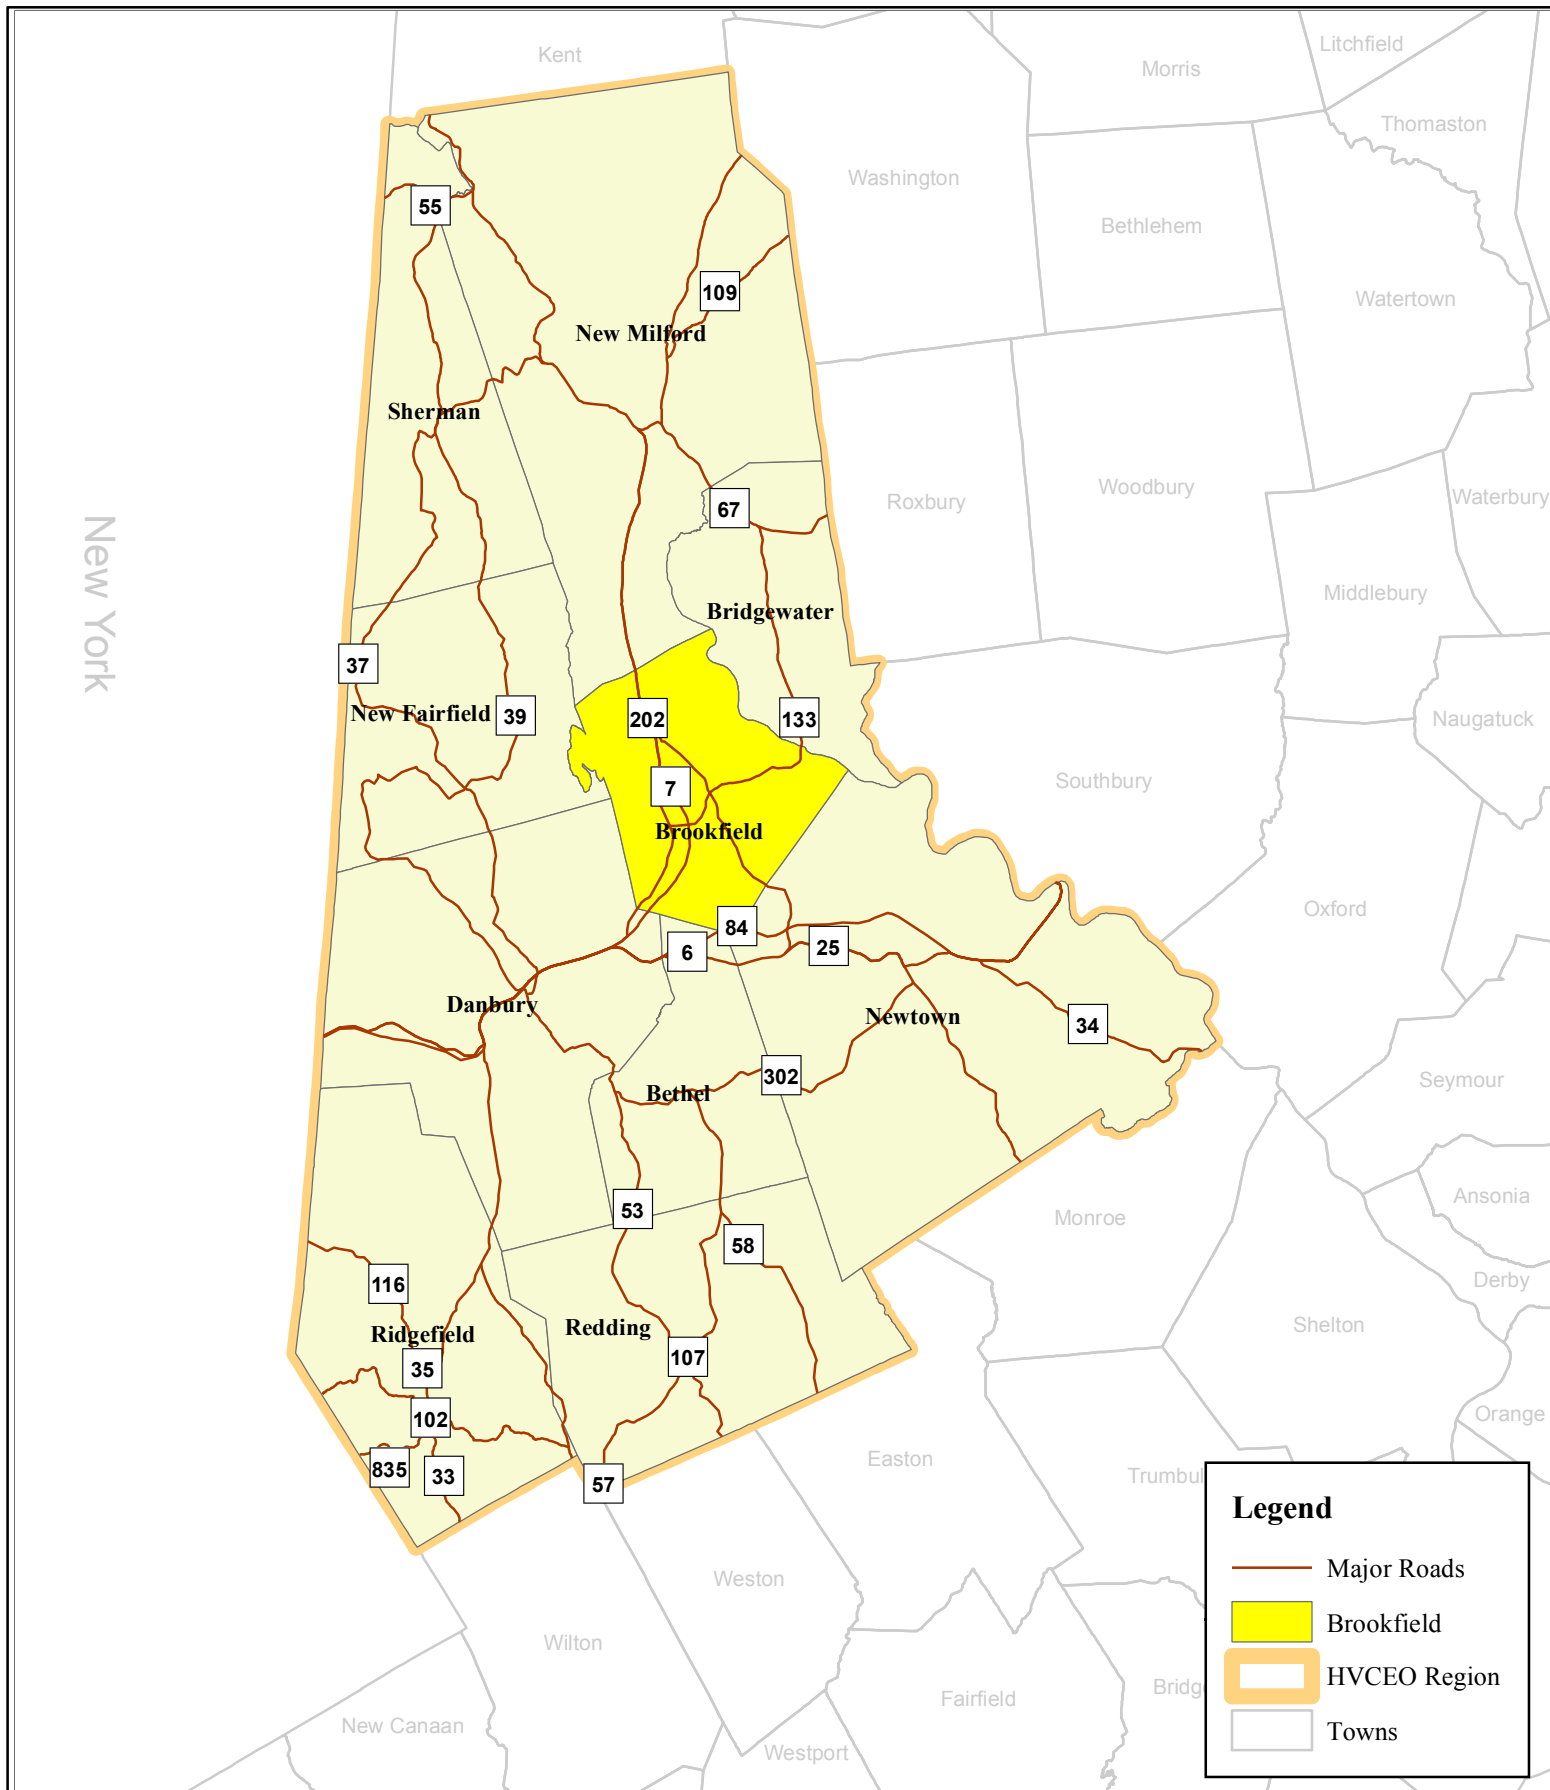 Kent
Litchfield
Morris
Thomaston
Washington
55
Bethlehem
109
Watertown
New Milford
Sherman
Woodbury
Waterbury
Roxbury
67
New York
Middlebury
Bridgewater
37
New Fairfield
39
202
133
Naugatuck
7
Southbury
Brookfield
Oxford
84
6
25
Danbury
Newtown
34
302
Bethel
Seymour
Ansonia
53
Monroe
58
116
Derby
Ridgefield
Redding
Shelton
107
35
102
Orange
835
33
57
Easton
Trumbul
Weston
Wilton
Fairfield
Bridg
New Canaan
Westport
Legend
Major Roads
Brookfield
HVCEO Region
Towns